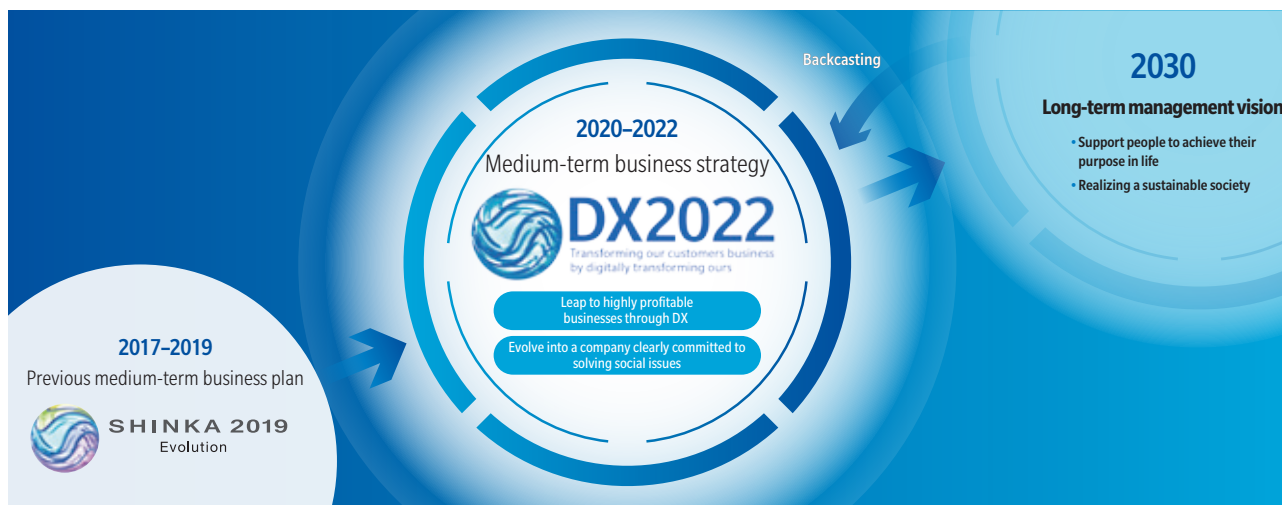 2017–2019
Previous medium-term business plan
SHINKA 2019
Evolution
2020–2022
Medium-term business strategy
DX2022
Transforming our customers business
by digitally transforming ours
Leap to highly profitable
businesses through DX
Evolve into a company clearly committed to
solving social issues
Backcasting
2030
Long-term management vision
• Support people to achieve their
purpose in life
• Realizing a sustainable society